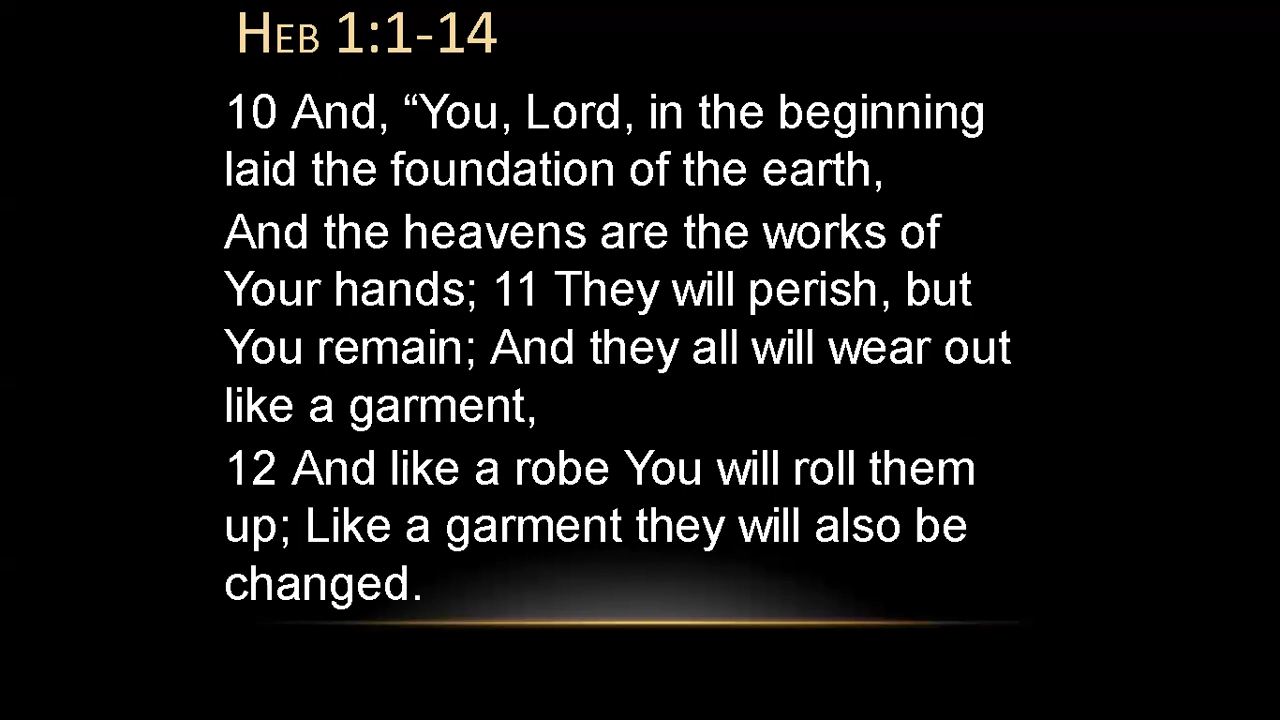 Heb 1:1-14
10 And, “You, Lord, in the beginning
laid the foundation of the earth,
And the heavens are the works of
Your hands; 11 They will perish, but
You remain; And they all will wear out
like a garment,
12 And like a robe You will roll them
up; Like a garment they will also be
changed.